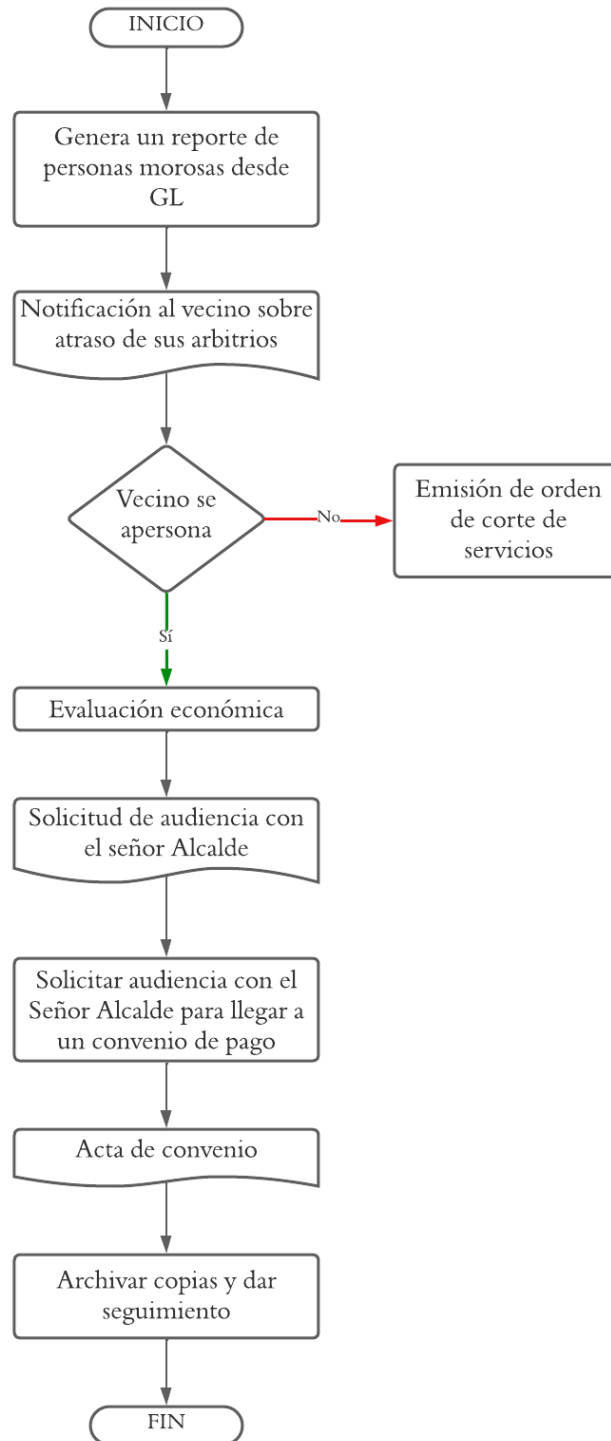 INICIO
Genera un reporte de
personas morosas desde
GL
Notificación al vecino sobre
atraso de sus arbitrios
Vecino se
apersona
No
Emisión de orden
de corte de
servicios
Sí
Evaluación económica
Solicitud de audiencia con
el señor Alcalde
Solicitar audiencia con el
Señor Alcalde para llegar a
un convenio de pago
Acta de convenio
Archivar copias y dar
seguimiento
FIN